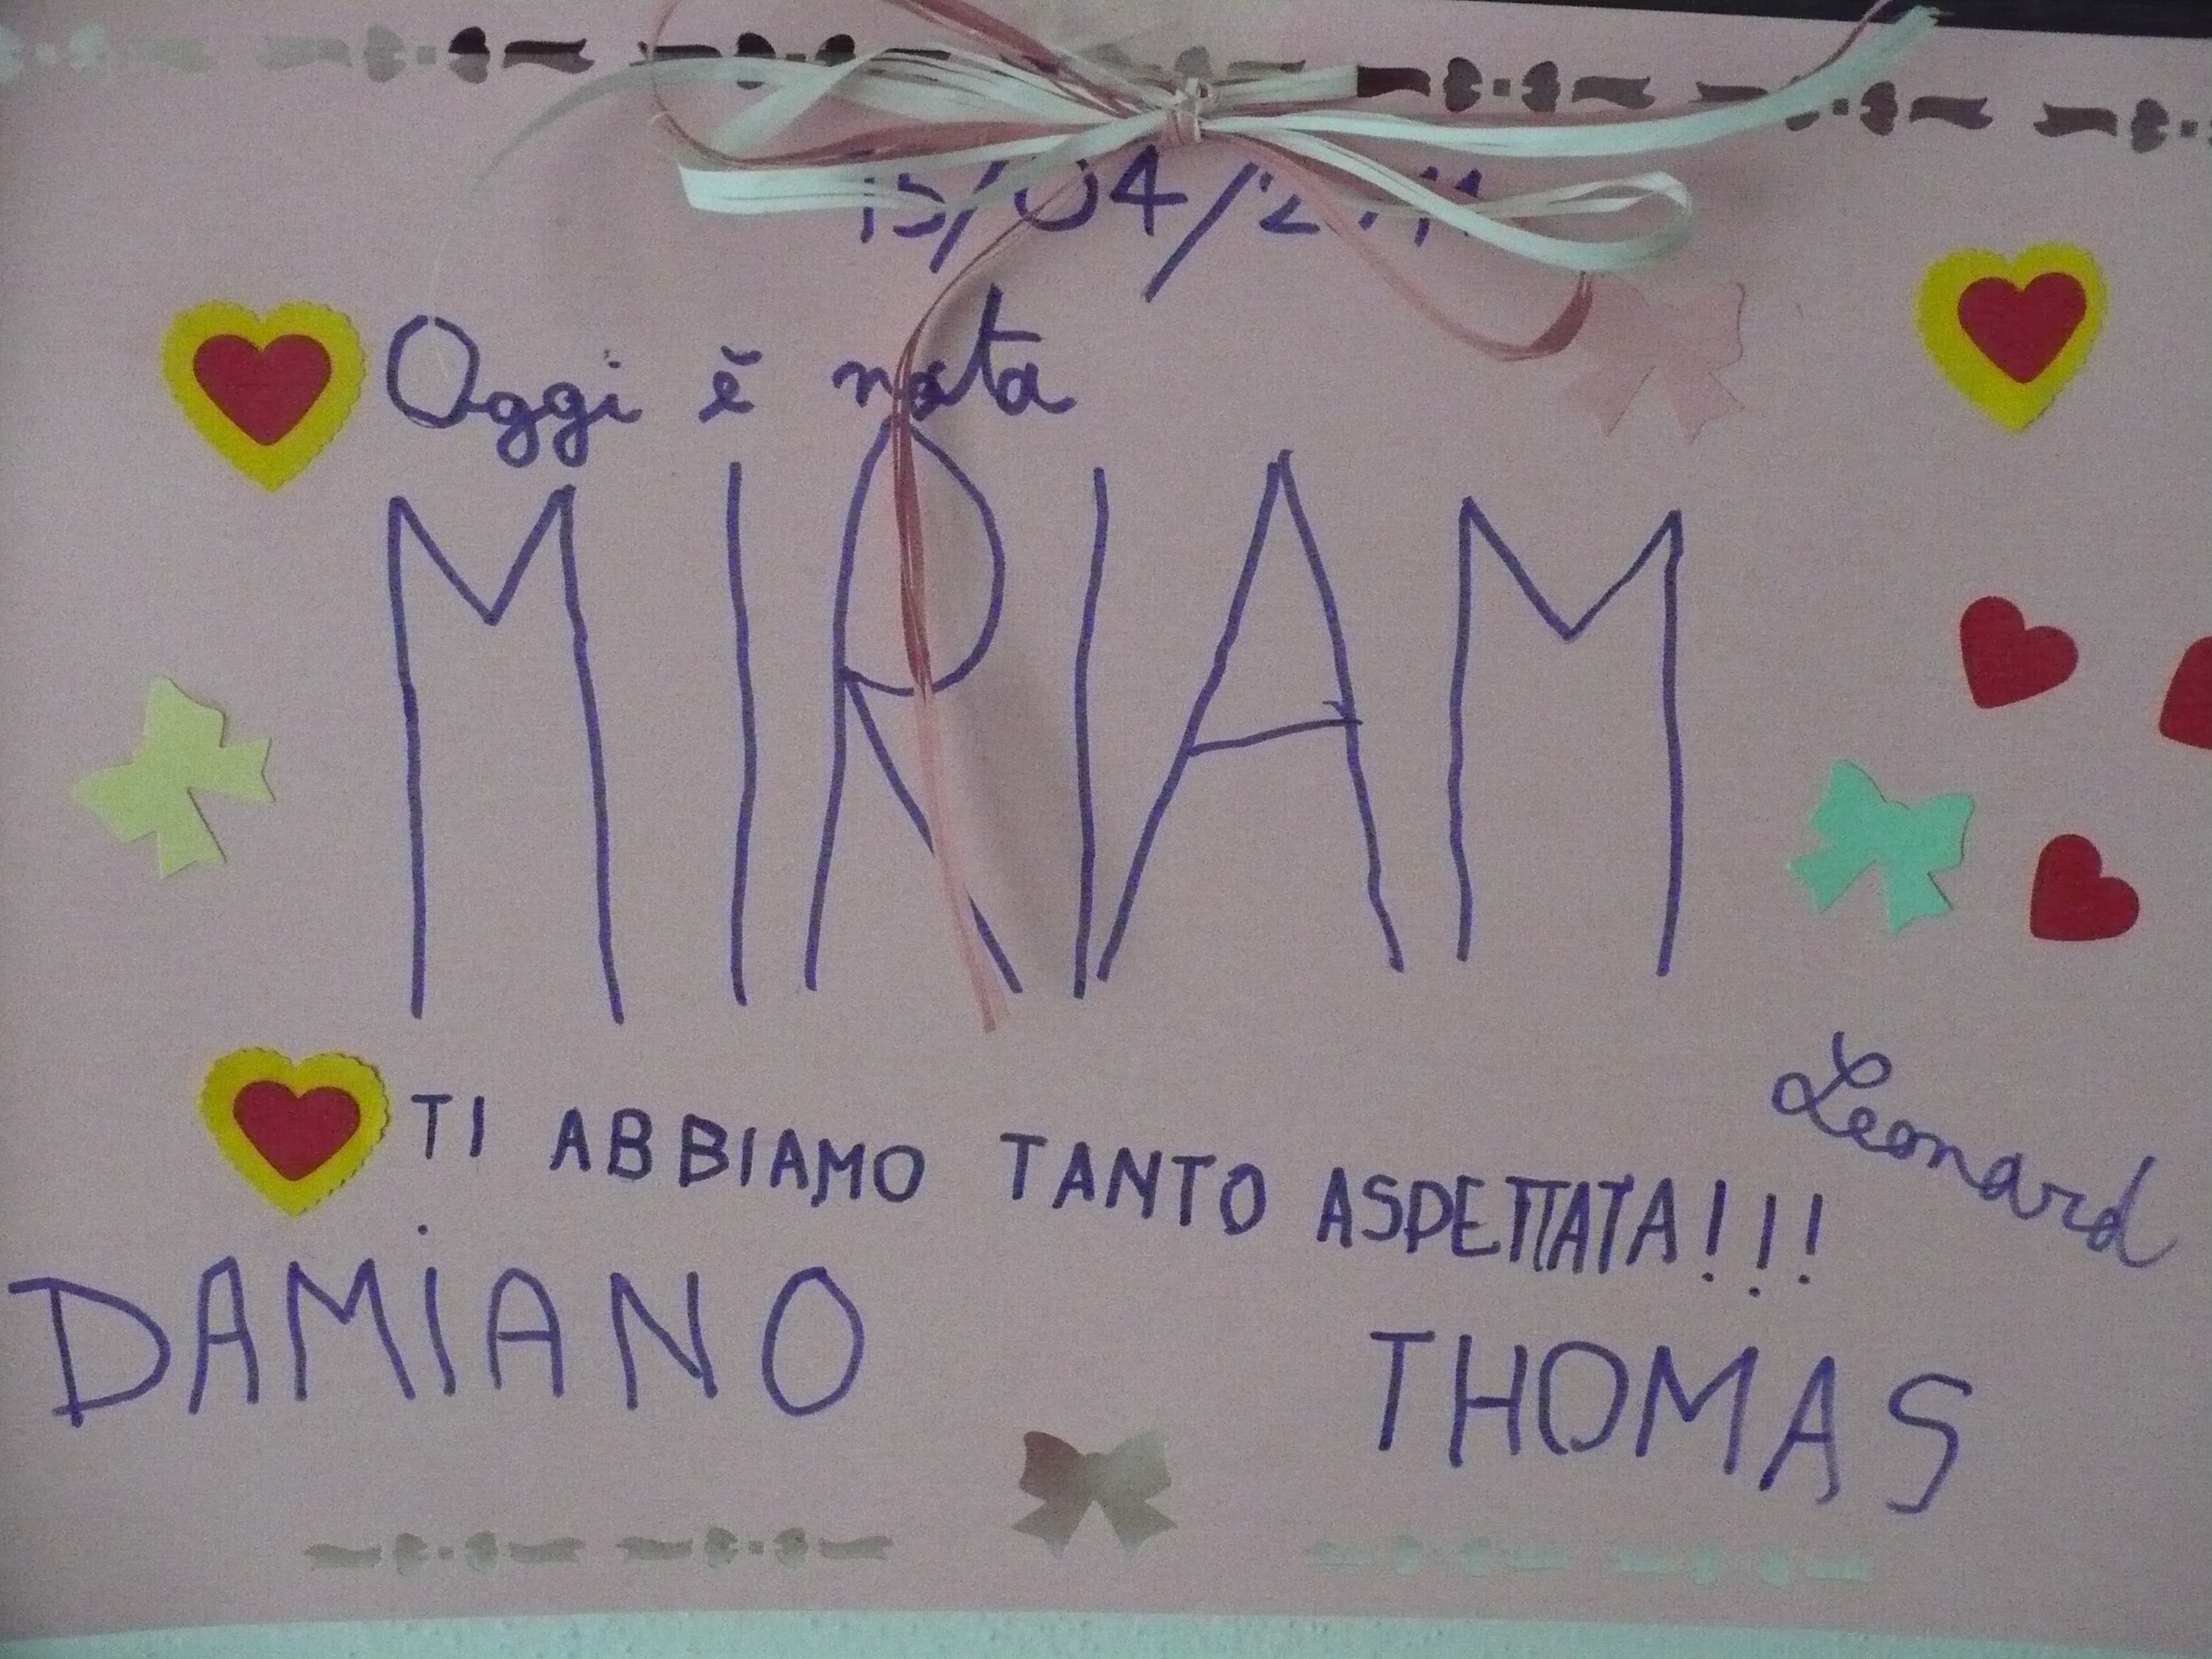 Oggi è nata
MIRIAM
TI ABBIAMO TANTO ASPETTATA!!!
Leonard
DAMiANO
THOMAS